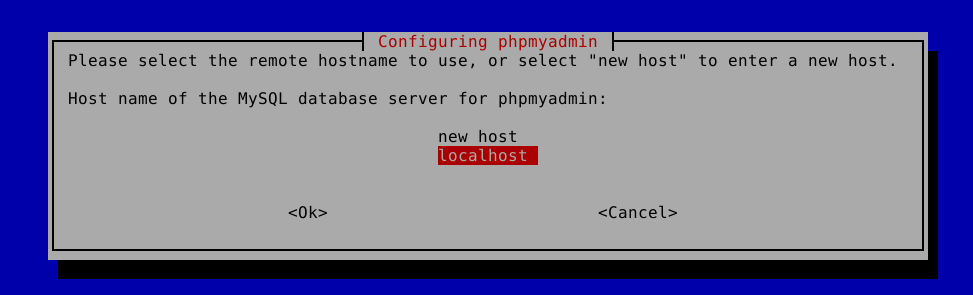 Configuring phpmyadmin
Please select the remote hostname to use, or select "new host" to enter a new host.
Host name of the MySQL database server for phpmyadmin:
new host
localhost
<Ok> <Cancel>